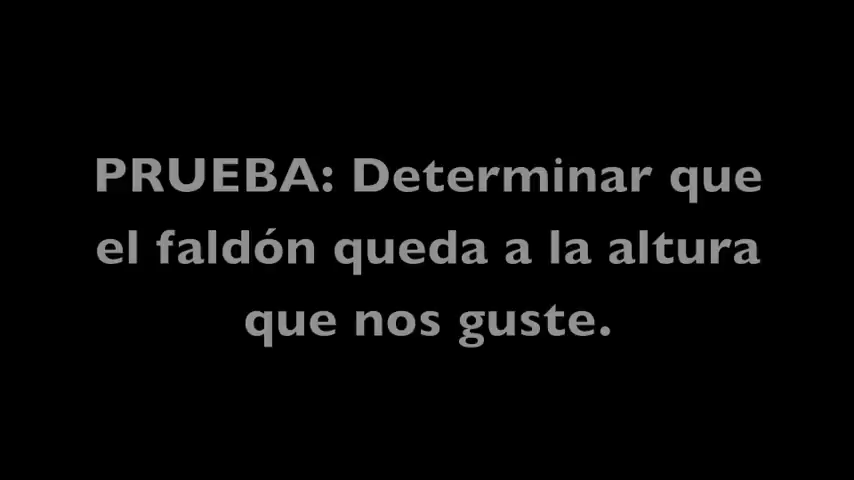 PRUEBA: Determinar que
el faldón queda a la altura
que nos guste.